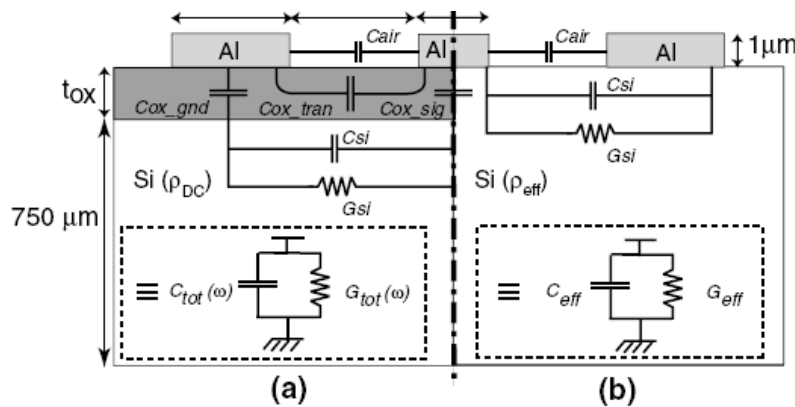 Al Cair Al Cair Al 1μm
tox Cox_gnd Cox_tran Cox_sig Csi
Csi Gsi
Si (ρDC) Si (ρeff)
Gsi
750 μm
≡ Ctot (ω) Gtot (ω) ≡ Ceff Geff
(a) (b)